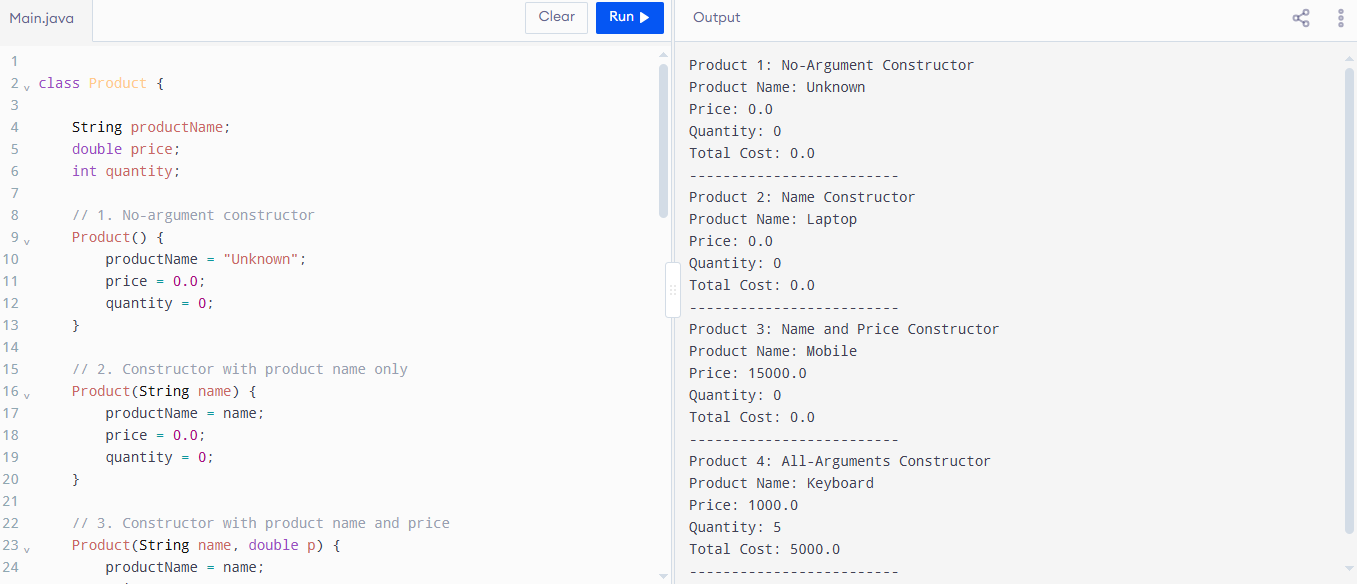 Main.java
Clear
Run
1
2 class Product {
3
4     String productName;
5     double price;
6     int quantity;
7
8     // 1. No-argument constructor
9     Product() {
10         productName = "Unknown";
11         price = 0.0;
12         quantity = 0;
13     }
14
15     // 2. Constructor with product name only
16     Product(String name) {
17         productName = name;
18         price = 0.0;
19         quantity = 0;
20     }
21
22     // 3. Constructor with product name and price
23     Product(String name, double p) {
24         productName = name;
Output
Product 1: No-Argument Constructor
Product Name: Unknown
Price: 0.0
Quantity: 0
Total Cost: 0.0
-------------------------
Product 2: Name Constructor
Product Name: Laptop
Price: 0.0
Quantity: 0
Total Cost: 0.0
-------------------------
Product 3: Name and Price Constructor
Product Name: Mobile
Price: 15000.0
Quantity: 0
Total Cost: 0.0
-------------------------
Product 4: All-Arguments Constructor
Product Name: Keyboard
Price: 1000.0
Quantity: 5
Total Cost: 5000.0
-------------------------